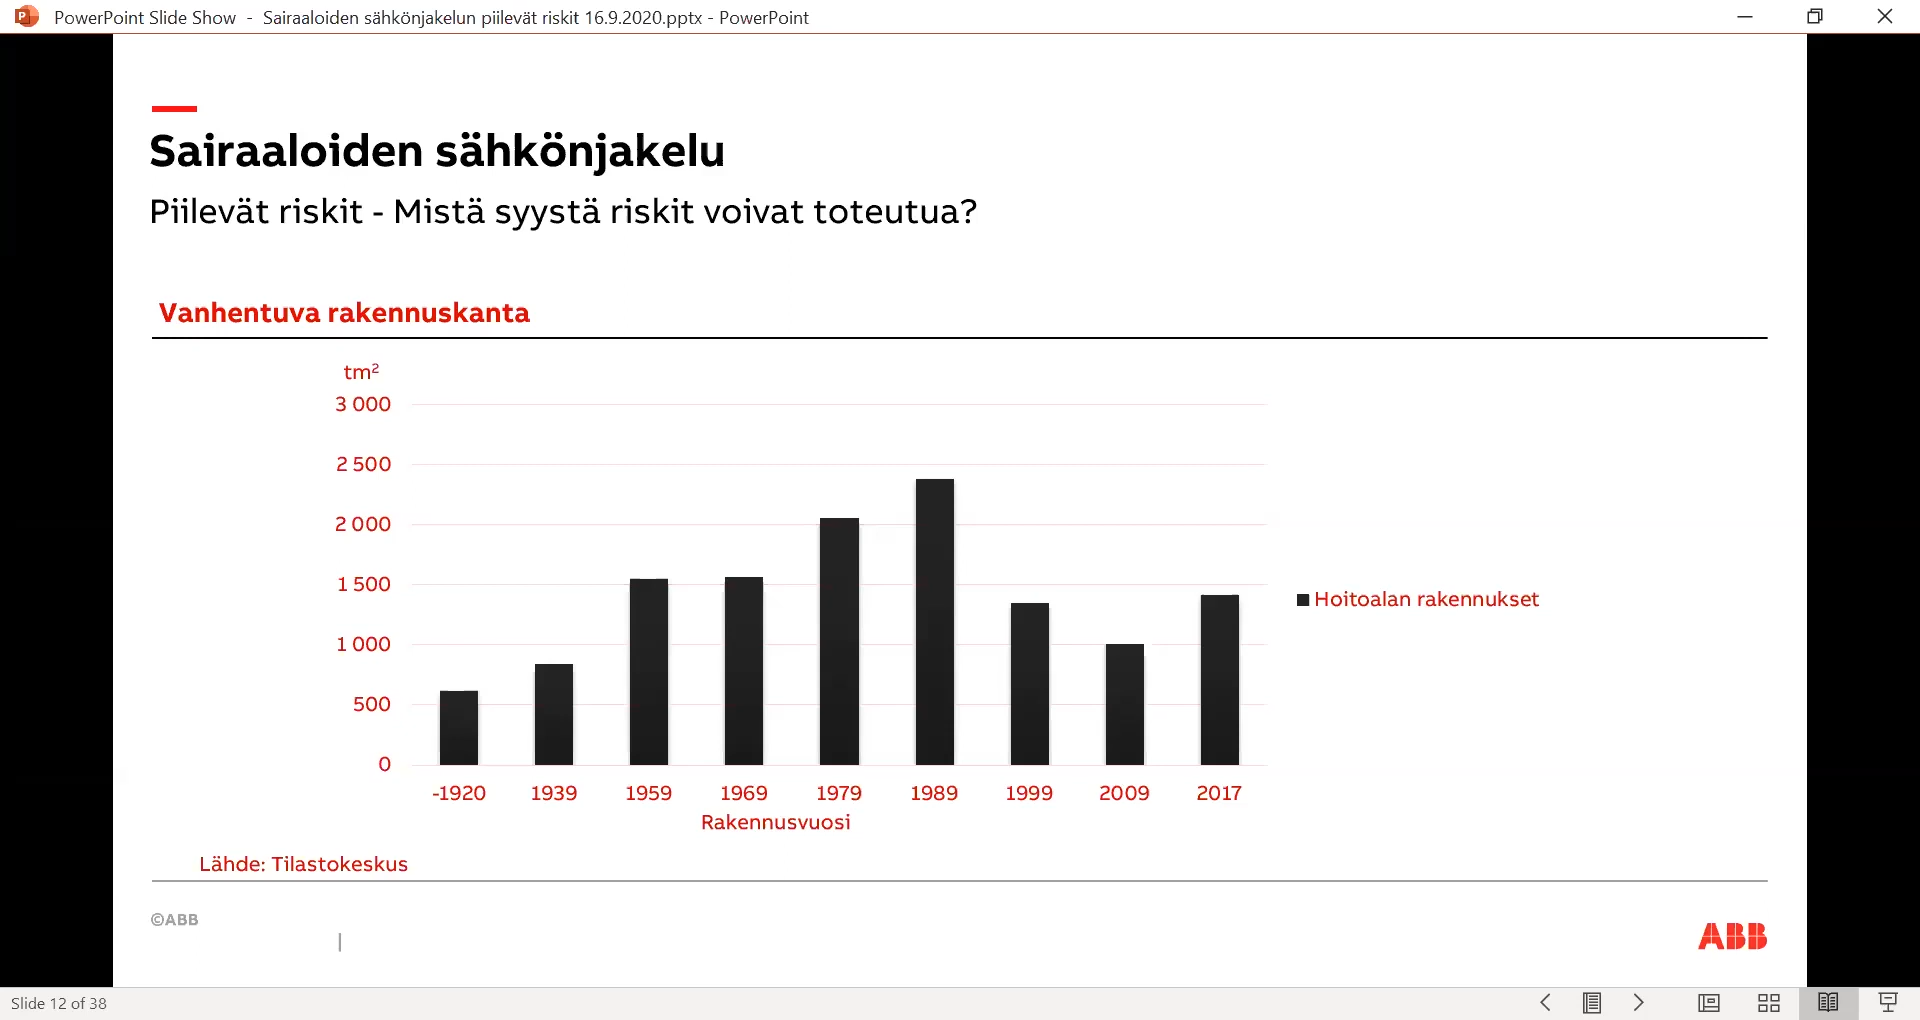 PowerPoint Slide Show - Sairaaloiden sähkönjakelun piilevät riskit 16.9.2020.pptx - PowerPoint
Sairaaloiden sähkönjakelu
Piilevät riskit - Mistä syystä riskit voivat toteutua?
Vanhentuva rakennuskanta
tm²
3 000
2 500
2 000
1 500
1 000
500
0
-1920 1939 1959 1969 1979 1989 1999 2009 2017
Rakennusvuosi
Hoitoalan rakennukset
Lähde: Tilastokeskus
©ABB
ABB
Slide 12 of 38